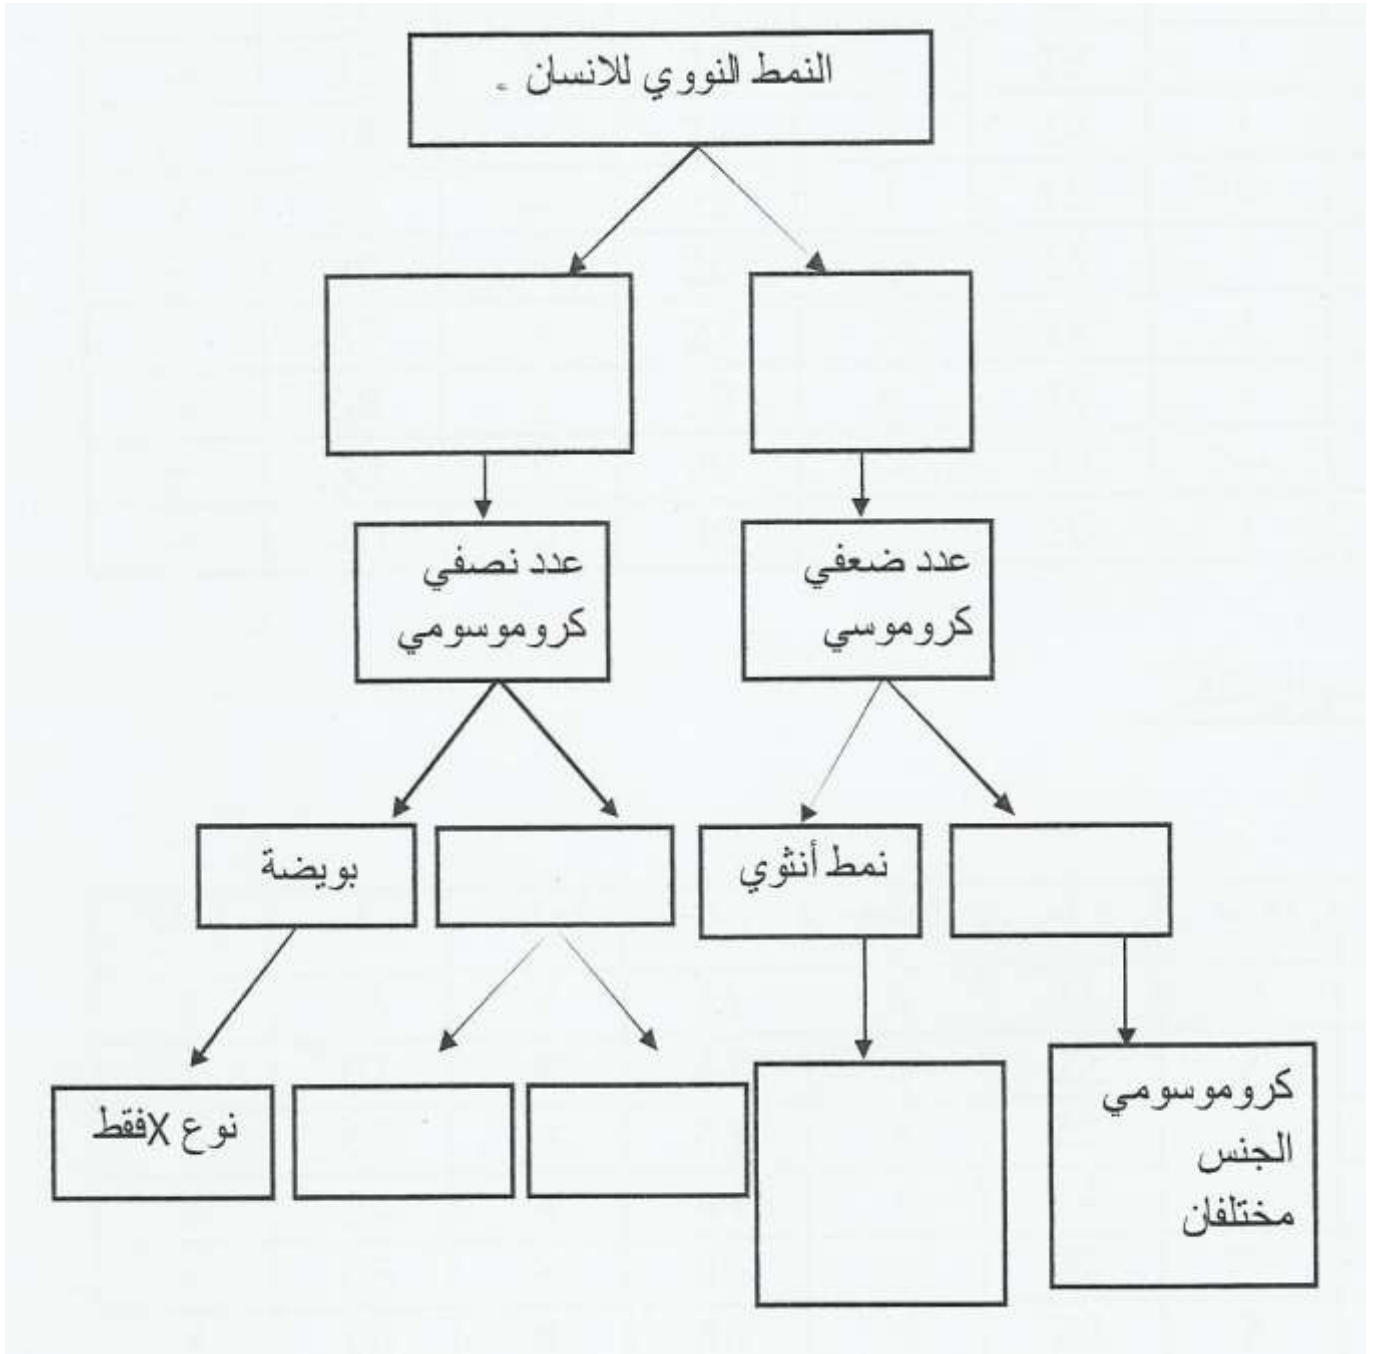 النمط النووي للانسان
عدد ضعفي
كروموسي
عدد نصفي
كروموسومي
نمط أنثوي
بويضة
كروموسومي
الجنس
مختلفان
نوع Xفقط